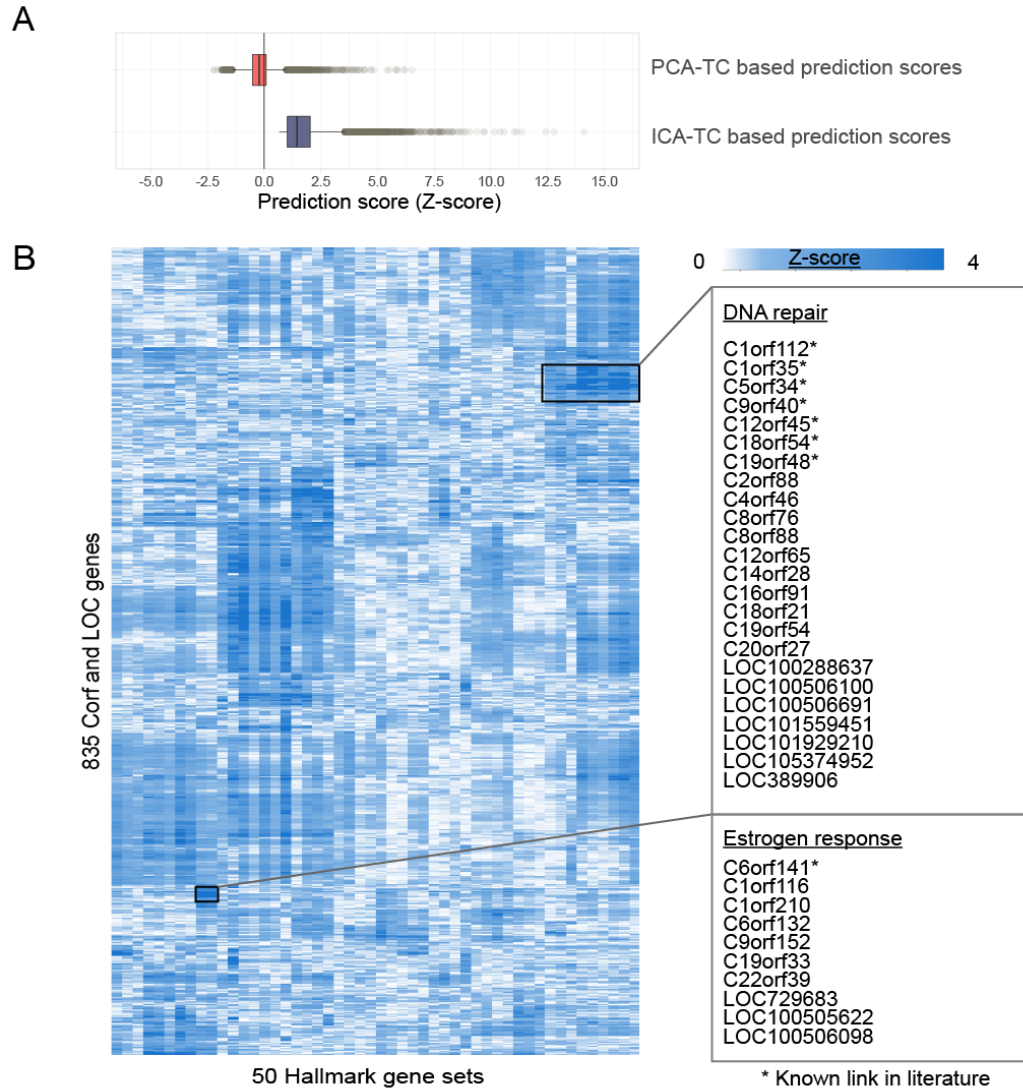 A
PCA-TC based prediction scores
ICA-TC based prediction scores
-5.0 -2.5 0.0 2.5 5.0 7.5 10.0 12.5 15.0
Prediction score (Z-score)
B
0 Z-score 4
835 Corf and LOC genes
50 Hallmark gene sets
DNA repair
C1orf112*
C1orf35*
C5orf34*
C9orf40*
C12orf45*
C18orf54*
C19orf48*
C2orf88
C4orf46
C8orf76
C8orf88
C12orf65
C14orf28
C16orf91
C18orf21
C19orf54
C20orf27
LOC100288637
LOC100506100
LOC100506691
LOC101559451
LOC101929210
LOC105374952
LOC389906
Estrogen response
C6orf141*
C1orf116
C1orf210
C6orf132
C9orf152
C19orf33
C22orf39
LOC729683
LOC100505622
LOC100506098
* Known link in literature